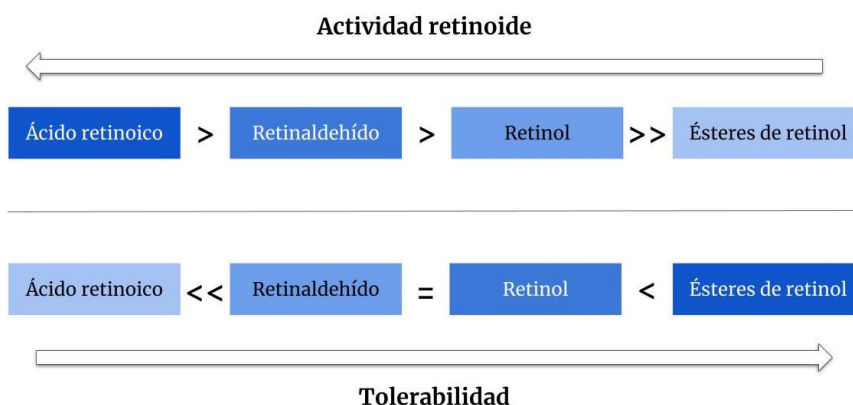 Actividad retinoide
Ácido retinoico > Retinaldehído > Retinol >> Ésteres de retinol
Ácido retinoico << Retinaldehído = Retinol < Ésteres de retinol
Tolerabilidad